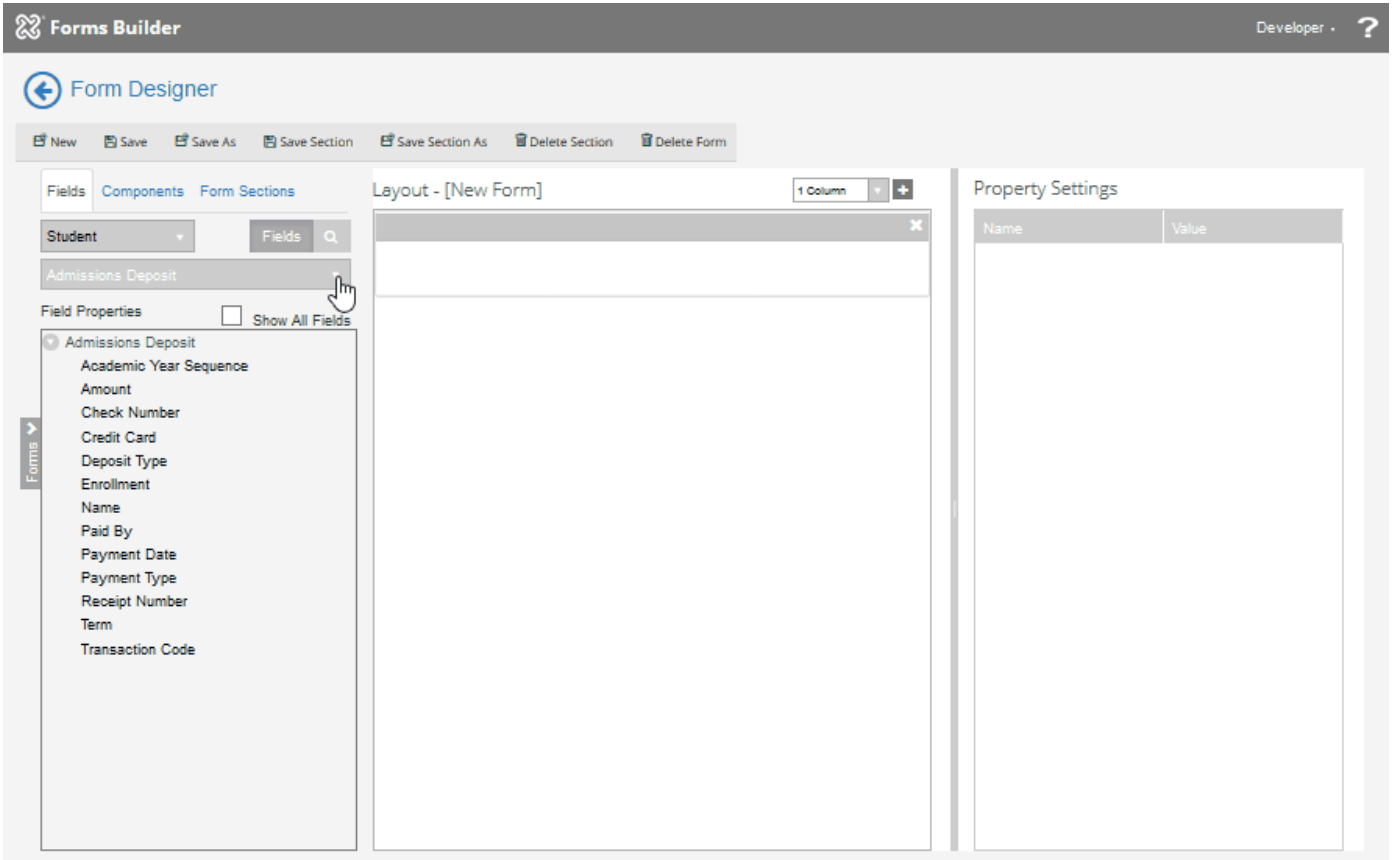 Forms Builder
Developer
?
Form Designer
New Save Save As Save Section Save Section As Delete Section Delete Form
Fields Components Form Sections
Layout - [New Form]
1 Column
Property Settings
Student
Fields
Name Value
Admissions Deposit
Field Properties
Show All Fields
Admissions Deposit
Academic Year Sequence
Amount
Check Number
Credit Card
Deposit Type
Enrollment
Name
Paid By
Payment Date
Payment Type
Receipt Number
Term
Transaction Code
Forms